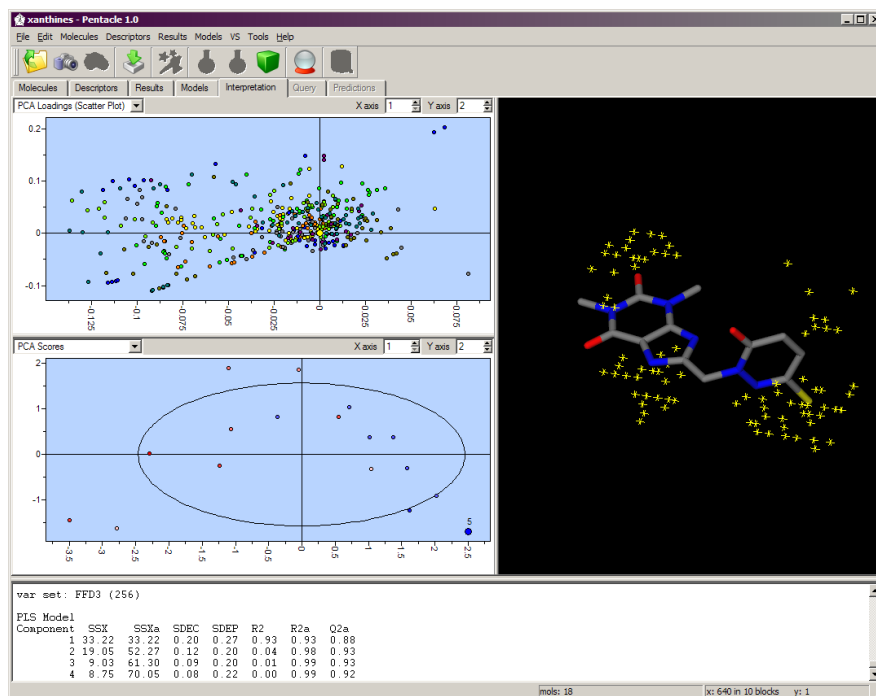 xanthines - Pentacle 1.0
File Edit Molecules Descriptors Results Models VS Tools Help
Molecules Descriptors Results Models Interpretation Query Predictions
PCA Loadings (Scatter Plot) X axis 1 Y axis 2
0.2
0.1
0
-0.1
-0.125 -0.1 -0.075 -0.05 -0.025 0 0.025 0.05 0.075
PCA Scores X axis 1 Y axis 2
2
1
0
-1
5
-3.5 -3 -2.5 -2 -1.5 -1 -0.5 0 0.5 1 1.5 2 2.5
var set: FFD3 (256)
PLS Model
Component SSX SSXa SDEC SDEP R2 R2a Q2a
1 33.22 33.22 0.20 0.27 0.93 0.93 0.88
2 19.05 52.27 0.12 0.20 0.04 0.98 0.93
3 9.03 61.30 0.09 0.20 0.01 0.99 0.93
4 8.75 70.05 0.08 0.22 0.00 0.99 0.92
mols: 18 x: 640 in 10 blocks y: 1